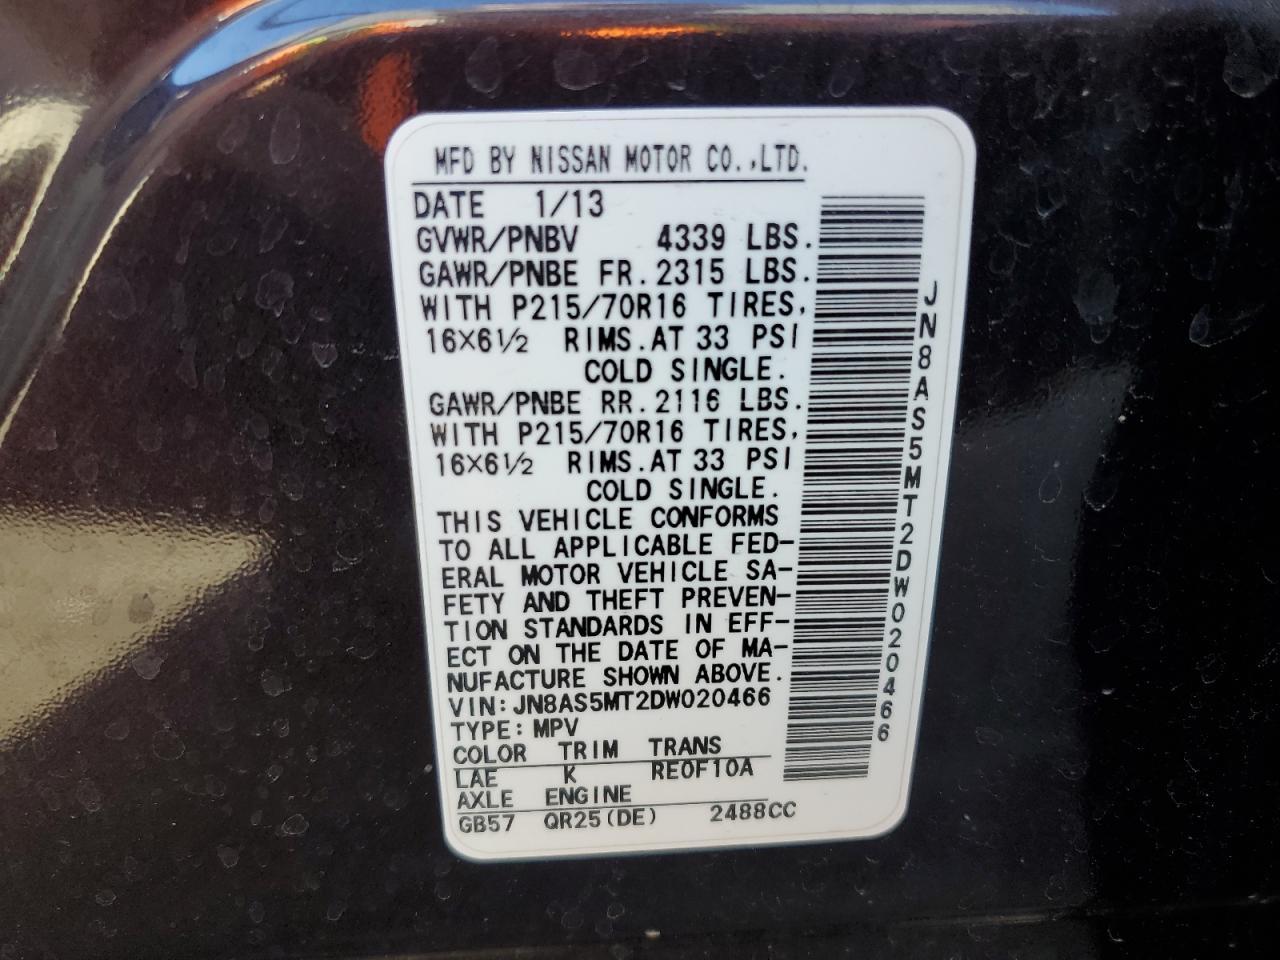 MFD BY NISSAN MOTOR CO.,LTD.
DATE 1/13
GVWR/PNBV 4339 LBS.
GAWR/PNBE FR.2315 LBS.
WITH P215/70R16 TIRES,
16×6½ RIMS.AT 33 PSI
COLD SINGLE.
GAWR/PNBE RR.2116 LBS.
WITH P215/70R16 TIRES,
16×6½ RIMS.AT 33 PSI
COLD SINGLE.
THIS VEHICLE CONFORMS
TO ALL APPLICABLE FED-
ERAL MOTOR VEHICLE SA-
FETY AND THEFT PREVEN-
TION STANDARDS IN EFF-
ECT ON THE DATE OF MA-
NUFACTURE SHOWN ABOVE.
VIN:JN8AS5MT2DW020466
TYPE:MPV
COLOR TRIM TRANS
LAE K RE0F10A
AXLE ENGINE
GB57 QR25(DE) 2488CC
JN8AS5MT2DW020466